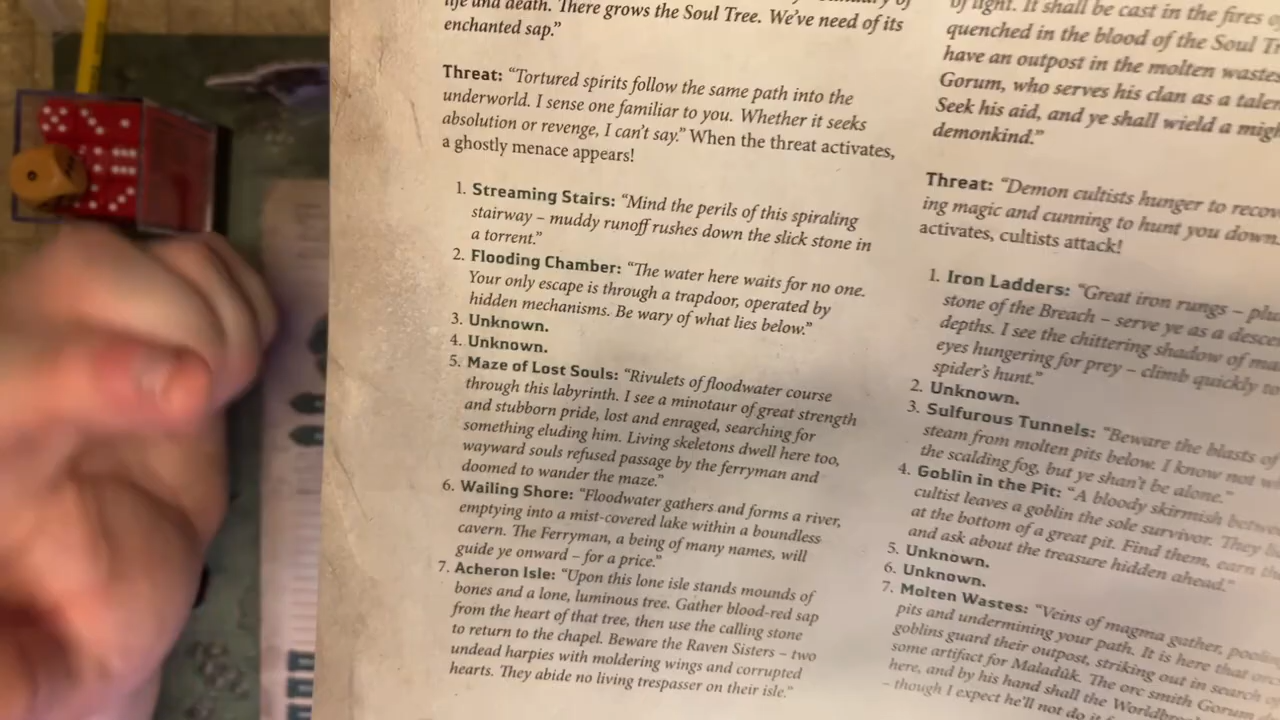 life and death. There grows the Soul Tree. We've need of its
enchanted sap."
Threat: "Tortured spirits follow the same path into the
underworld. I sense one familiar to you. Whether it seeks
absolution or revenge, I can't say." When the threat activates,
a ghostly menace appears!
1. Streaming Stairs: "Mind the perils of this spiraling
stairway – muddy runoff rushes down the slick stone in
a torrent."
2. Flooding Chamber: "The water here waits for no one.
Your only escape is through a trapdoor, operated by
hidden mechanisms. Be wary of what lies below."
3. Unknown.
4. Unknown.
5. Maze of Lost Souls: "Rivulets of floodwater course
through this labyrinth. I see a minotaur of great strength
and stubborn pride, lost and enraged, searching for
something eluding him. Living skeletons dwell here too,
wayward souls refused passage by the ferryman and
doomed to wander the maze."
6. Wailing Shore: "Floodwater gathers and forms a river,
emptying into a mist-covered lake within a boundless
cavern. The Ferryman, a being of many names, will
guide ye onward – for a price."
7. Acheron Isle: "Upon this lone isle stands mounds of
bones and a lone, luminous tree. Gather blood-red sap
from the heart of that tree, then use the calling stone
to return to the chapel. Beware the Raven Sisters – two
undead harpies with moldering wings and corrupted
hearts. They abide no living trespasser on their isle."
of light. It shall be cast in the fires
quenched in the blood of the Soul
have an outpost in the molten wastes
Gorum, who serves his clan as a
Seek his aid, and ye shall wield a
demonkind."
Threat: "Demon cultists hunger to
ing magic and cunning to hunt you down.
activates, cultists attack!
1. Iron Ladders: "Great iron rungs –
stone of the Breach – serve ye as a
depths. I see the chittering shadow of
eyes hungering for prey – climb quickly
spider's hunt."
2. Unknown.
3. Sulfurous Tunnels: "Beware the blasts of
steam from molten pits below. I know not
the scalding fog, but ye shan't be alone."
4. Goblin in the Pit: "A bloody skirmish
cultist leaves a goblin the sole survivor. They
at the bottom of a great pit. Find them, earn
and ask about the treasure hidden ahead."
5. Unknown.
6. Unknown.
7. Molten Wastes: "Veins of magma gather,
pits and undermining your path. It is here that
goblins guard their outpost, striking out in search
some artifact for Maladûk. The orc smith Gorum
here, and by his hand shall the
– though I expect he'll not do it